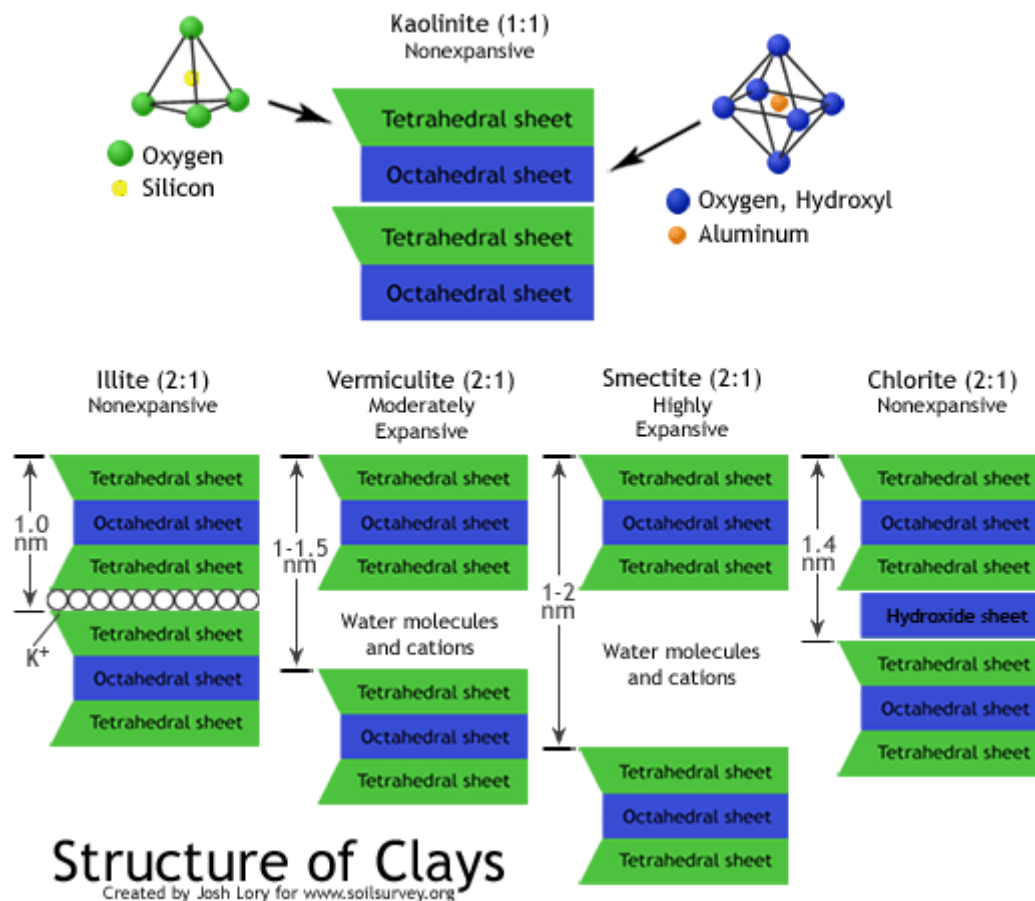 Kaolinite (1:1)
Nonexpansive
Oxygen
Silicon
Tetrahedral sheet
Octahedral sheet
Tetrahedral sheet
Octahedral sheet
Oxygen, Hydroxyl
Aluminum
Illite (2:1)
Nonexpansive
1.0
nm
Tetrahedral sheet
Octahedral sheet
Tetrahedral sheet
K+
Tetrahedral sheet
Octahedral sheet
Tetrahedral sheet
Vermiculite (2:1)
Moderately
Expansive
1-1.5
nm
Tetrahedral sheet
Octahedral sheet
Tetrahedral sheet
Water molecules
and cations
Tetrahedral sheet
Octahedral sheet
Tetrahedral sheet
Smectite (2:1)
Highly
Expansive
1-2
nm
Tetrahedral sheet
Octahedral sheet
Tetrahedral sheet
Water molecules
and cations
Tetrahedral sheet
Octahedral sheet
Tetrahedral sheet
Chlorite (2:1)
Nonexpansive
1.4
nm
Tetrahedral sheet
Octahedral sheet
Tetrahedral sheet
Hydroxide sheet
Tetrahedral sheet
Octahedral sheet
Tetrahedral sheet
Structure of Clays
Created by Josh Lory for www.soilsurvey.org